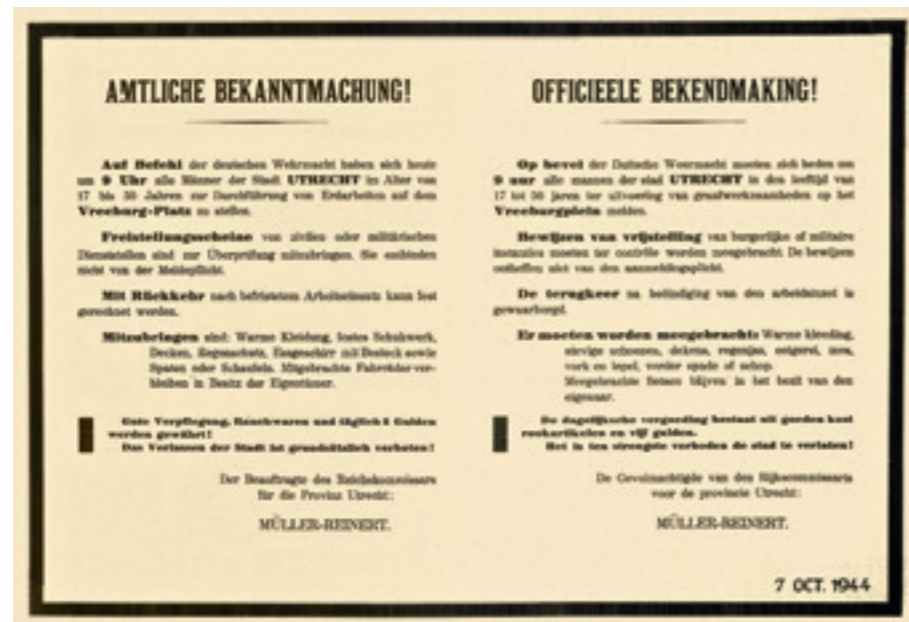 AMTLICHE BEKANNTMACHUNG!
Auf Befehl der deutschen Wehrmacht haben sich heute
um 9 Uhr alle Männer der Stadt UTRECHT im Alter von
17 bis 50 Jahren zur Durchführung von Erdarbeiten auf dem
Vreeburg-Platz zu stellen.
Freistellungsscheine von zivilen oder militärischen
Dienststellen sind zur Überprüfung mitzubringen. Sie entbinden
nicht von der Meldepflicht.
Mit Rückkehr nach befristetem Arbeitseinsatz kann fest
gerechnet werden.
Mitzubringen sind: Warme Kleidung, festes Schuhwerk,
Decken, Regenschutz, Essgeschirr mit Besteck sowie
Spaten oder Schaufeln. Mitgebrachte Fahrräder ver-
bleiben in Besitz der Eigentümer.
Gute Verpflegung, Rauchwaren und täglich 5 Gulden
werden gewährt!
Das Verlassen der Stadt ist grundsätzlich verboten!
Der Beauftragte des Reichskommissars
für die Provinz Utrecht:
MÜLLER-REINERT.
OFFICIEELE BEKENDMAKING!
Op bevel der Duitsche Weermacht moeten zich heden om
9 uur alle mannen der stad UTRECHT in den leeftijd van
17 tot 50 jaren ter uitvoering van graafwerkzaamheden op het
Vreeburgplein melden.
Bewijzen van vrijstelling van burgerlijke of militaire
instanties moeten ter contrôle worden meegebracht. De bewijzen
ontheffen niet van den aanmeldingsplicht.
De terugkeer na beëindiging van den arbeidsinzet is
gewaarborgd.
Er moeten worden meegebracht: Warme kleeding,
stevige schoenen, dekens, regenjas, eetgerei, mes,
vork en lepel, verder spade of schop.
Meegebrachte fietsen blijven in het bezit van den
eigenaar.
De dagelijksche vergoeding bestaat uit goeden kost
rookartikelen en vijf gulden.
Het is ten strengste verboden de stad te verlaten!
De Gevolmachtigde van den Rijkscommissaris
voor de provincie Utrecht:
MÜLLER-REINERT.
7 OCT. 1944